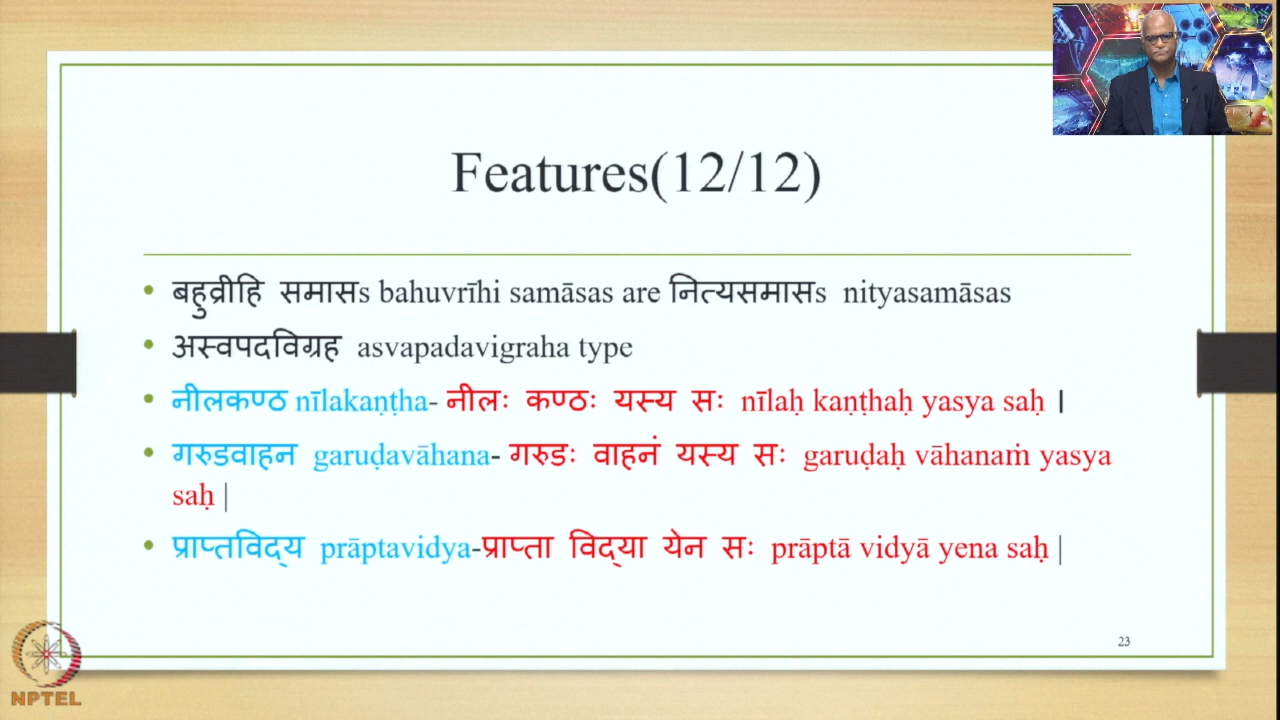 Features(12/12)
• बहुव्रीहि समासs bahuvrīhi samāsas are नित्यसमासs nityasamāsas
• अस्वपदविग्रह asvapadavigraha type
• नीलकण्ठ nīlakaṇṭha- नीलः कण्ठः यस्य सः nīlaḥ kaṇṭhaḥ yasya saḥ ।
• गरुडवाहन garuḍavāhana- गरुडः वाहनं यस्य सः garuḍaḥ vāhanaṁ yasya
saḥ |
• प्राप्तविद्य prāptavidya-प्राप्ता विद्या येन सः prāptā vidyā yena saḥ |
23
NPTEL